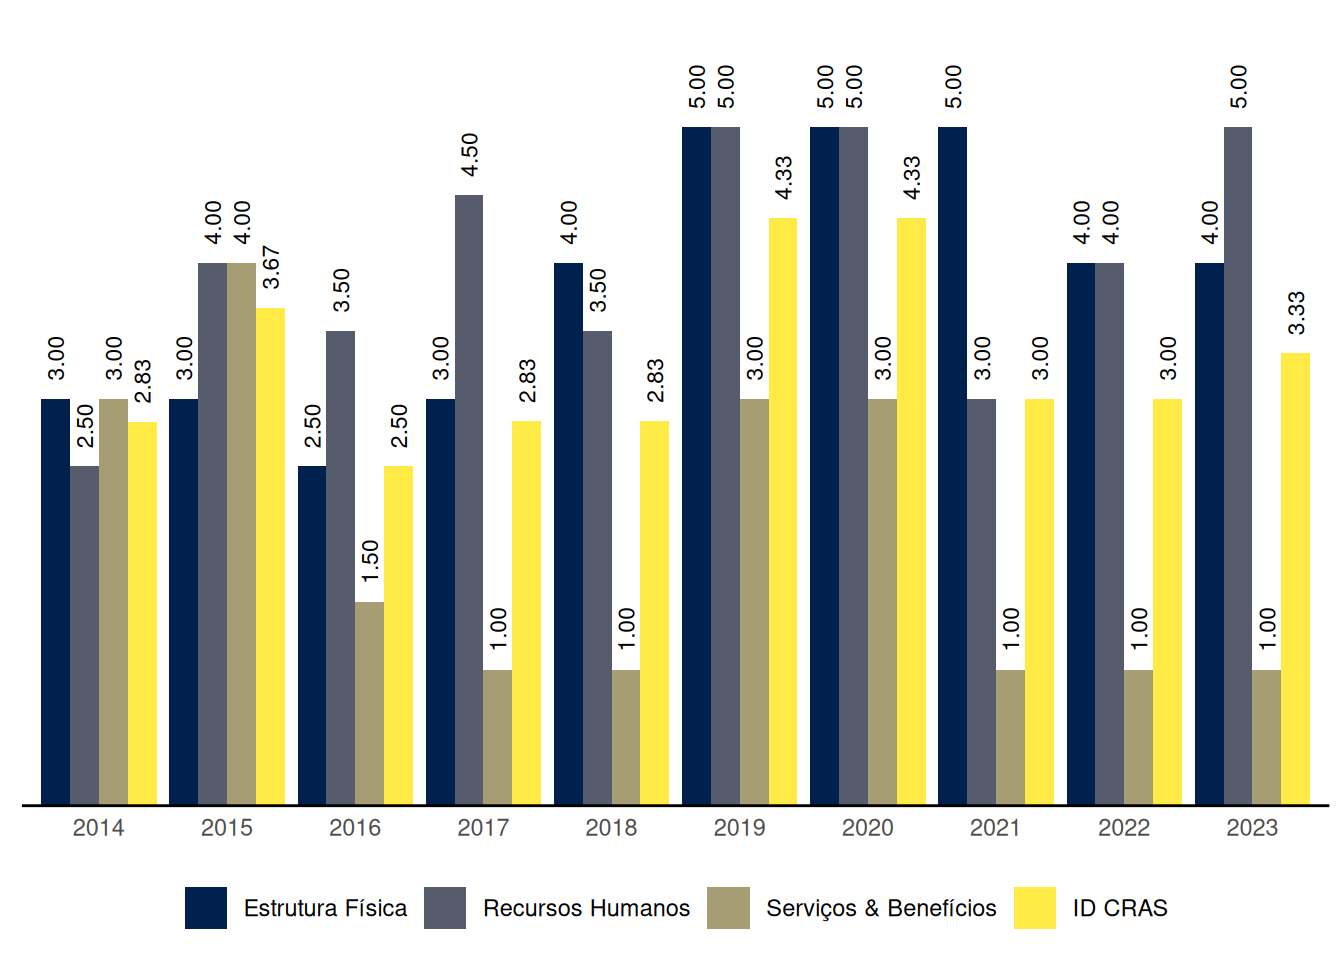 3.00 2.50 3.00 2.83
3.00 4.00 4.00 3.67
2.50 3.50 1.50 2.50
3.00 4.50 1.00 2.83
4.00 3.50 1.00 2.83
5.00 5.00 3.00 4.33
5.00 5.00 3.00 4.33
5.00 3.00 1.00 3.00
4.00 4.00 1.00 3.00
4.00 5.00 1.00 3.33
2014 2015 2016 2017 2018 2019 2020 2021 2022 2023
Estrutura Física Recursos Humanos Serviços & Benefícios ID CRAS